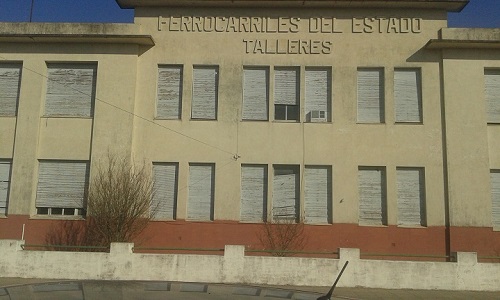 FERROCARRILES DEL ESTADO
TALLERES